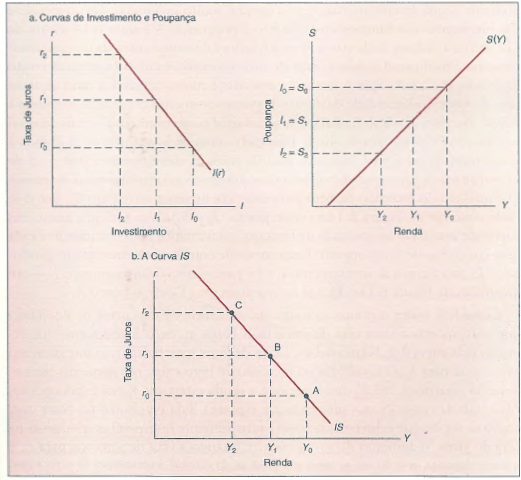 a. Curvas de Investimento e Poupança
r
r2
r1
r0
Taxa de Juros
I(r)
I2 I1 I0
I
Investimento
S
S(Y)
I0 = S0
I1 = S1
I2 = S2
Poupança
Y2 Y1 Y0
Y
Renda
b. A Curva IS
r
r2
r1
r0
Taxa de Juros
C
B
A
IS
Y2 Y1 Y0
Y
Renda